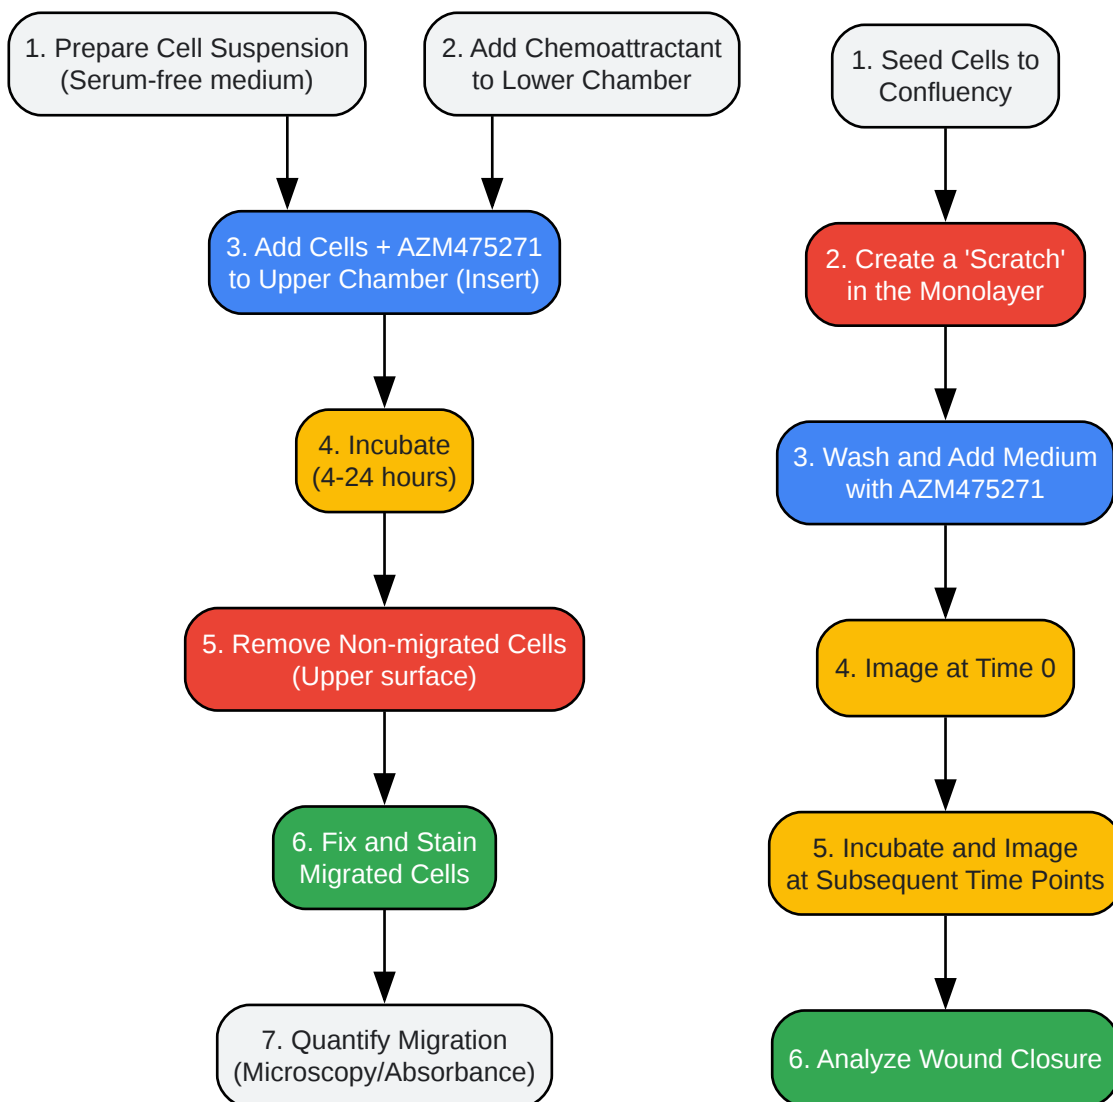 1. Prepare Cell Suspension
(Serum-free medium)
2. Add Chemoattractant
to Lower Chamber
3. Add Cells + AZM475271
to Upper Chamber (Insert)
4. Incubate
(4-24 hours)
5. Remove Non-migrated Cells
(Upper surface)
6. Fix and Stain
Migrated Cells
7. Quantify Migration
(Microscopy/Absorbance)
1. Seed Cells to
Confluency
2. Create a 'Scratch'
in the Monolayer
3. Wash and Add Medium
with AZM475271
4. Image at Time 0
5. Incubate and Image
at Subsequent Time Points
6. Analyze Wound Closure